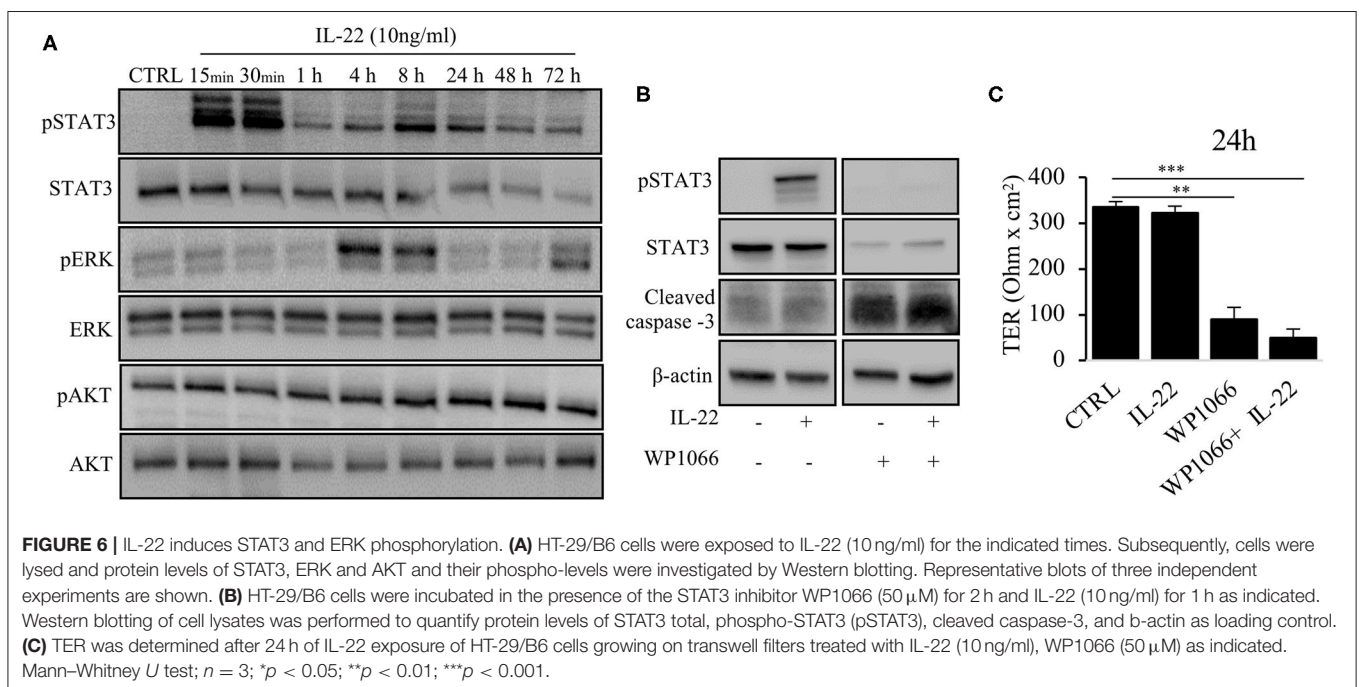 A
IL-22 (10ng/ml)
CTRL 15min 30min 1 h 4 h 8 h 24 h 48 h 72 h
pSTAT3
STAT3
pERK
ERK
pAKT
AKT
B
pSTAT3
STAT3
Cleaved
caspase -3
β-actin
IL-22 - + - +
WP1066 - - + +
C
24h
***
**
TER (Ohm x cm²)
400
300
200
100
0
CTRL
IL-22
WP1066
WP1066+ IL-22
FIGURE 6 | IL-22 induces STAT3 and ERK phosphorylation. (A) HT-29/B6 cells were exposed to IL-22 (10 ng/ml) for the indicated times. Subsequently, cells were
lysed and protein levels of STAT3, ERK and AKT and their phospho-levels were investigated by Western blotting. Representative blots of three independent
experiments are shown. (B) HT-29/B6 cells were incubated in the presence of the STAT3 inhibitor WP1066 (50 μM) for 2 h and IL-22 (10 ng/ml) for 1 h as indicated.
Western blotting of cell lysates was performed to quantify protein levels of STAT3 total, phospho-STAT3 (pSTAT3), cleaved caspase-3, and b-actin as loading control.
(C) TER was determined after 24 h of IL-22 exposure of HT-29/B6 cells growing on transwell filters treated with IL-22 (10 ng/ml), WP1066 (50 μM) as indicated.
Mann–Whitney U test; n = 3; *p < 0.05; **p < 0.01; ***p < 0.001.